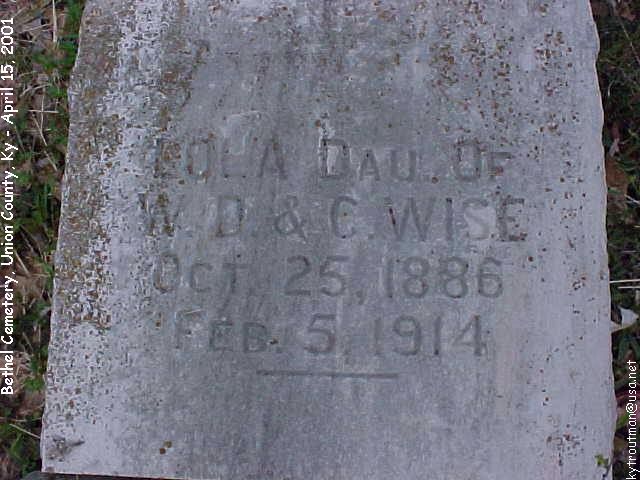 LOLA DAU. OF
W. D. & C. WISE
OCT. 25, 1886
FEB. 5, 1914
Bethel Cemetery, Union County, Ky - April 15, 2001
kytroutman@usa.net